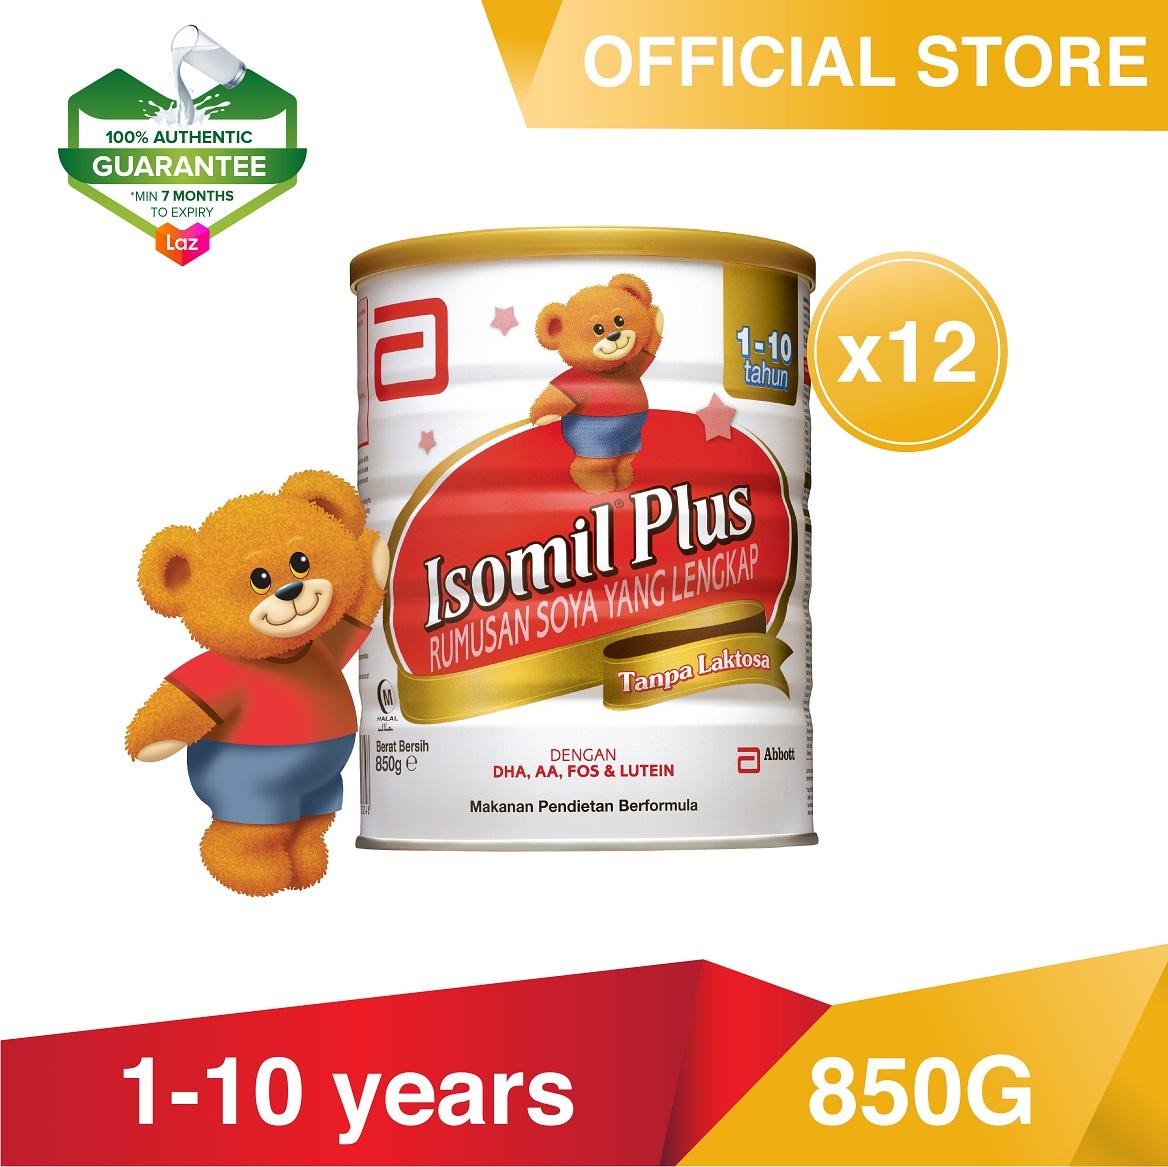 OFFICIAL STORE
100% AUTHENTIC
GUARANTEE
*MIN 7 MONTHS
TO EXPIRY
Laz
x12
1-10
tahun
Isomil® Plus
RUMUSAN SOYA YANG LENGKAP
Tanpa Laktosa
M
HALAL
Berat Bersih
850g ℮
DENGAN
DHA, AA, FOS & LUTEIN
Abbott
Makanan Pendietan Berformula
1-10 years
850G